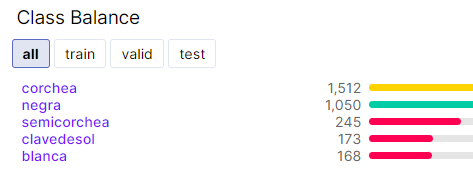 Class Balance
all train valid test
corchea 1,512
negra 1,050
semicorchea 245
clavedesol 173
blanca 168